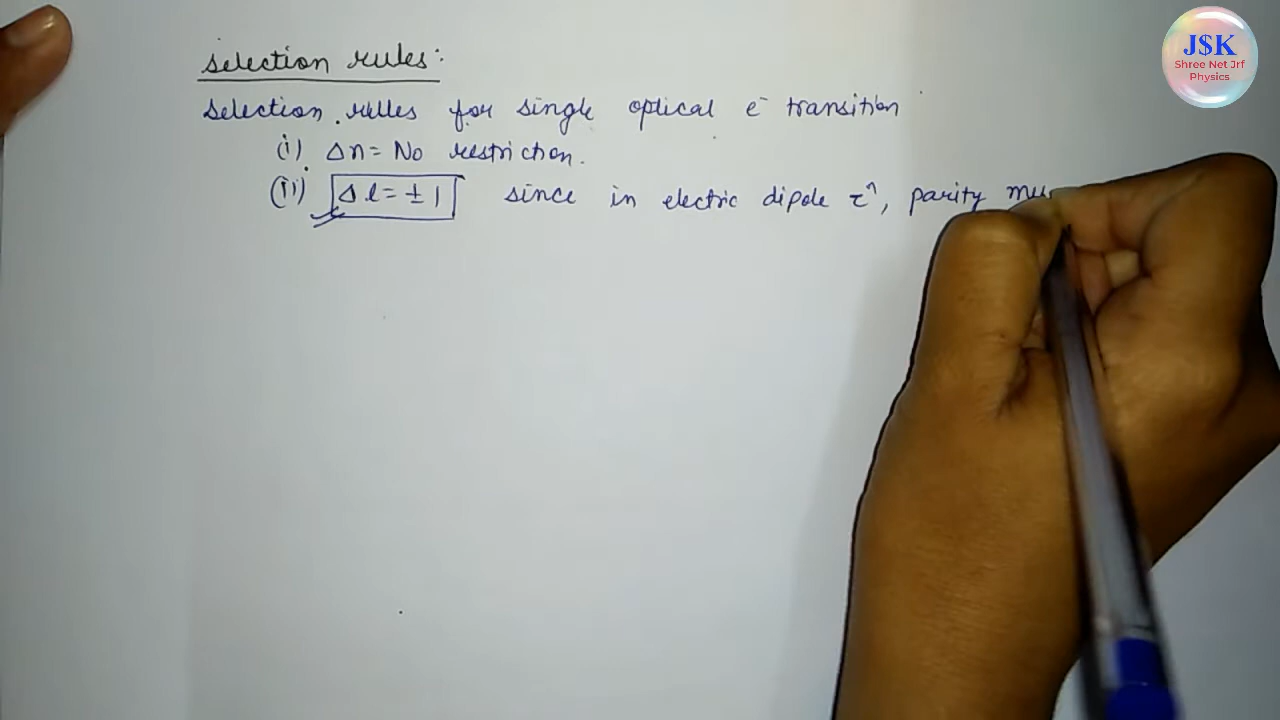 selection rules:
selection rules for single optical e⁻ transition
(i) Δn = No restriction.
(ii) Δl = ± 1 since in electric dipole τⁿ, parity mu
J$K
Shree Net Jrf
Physics